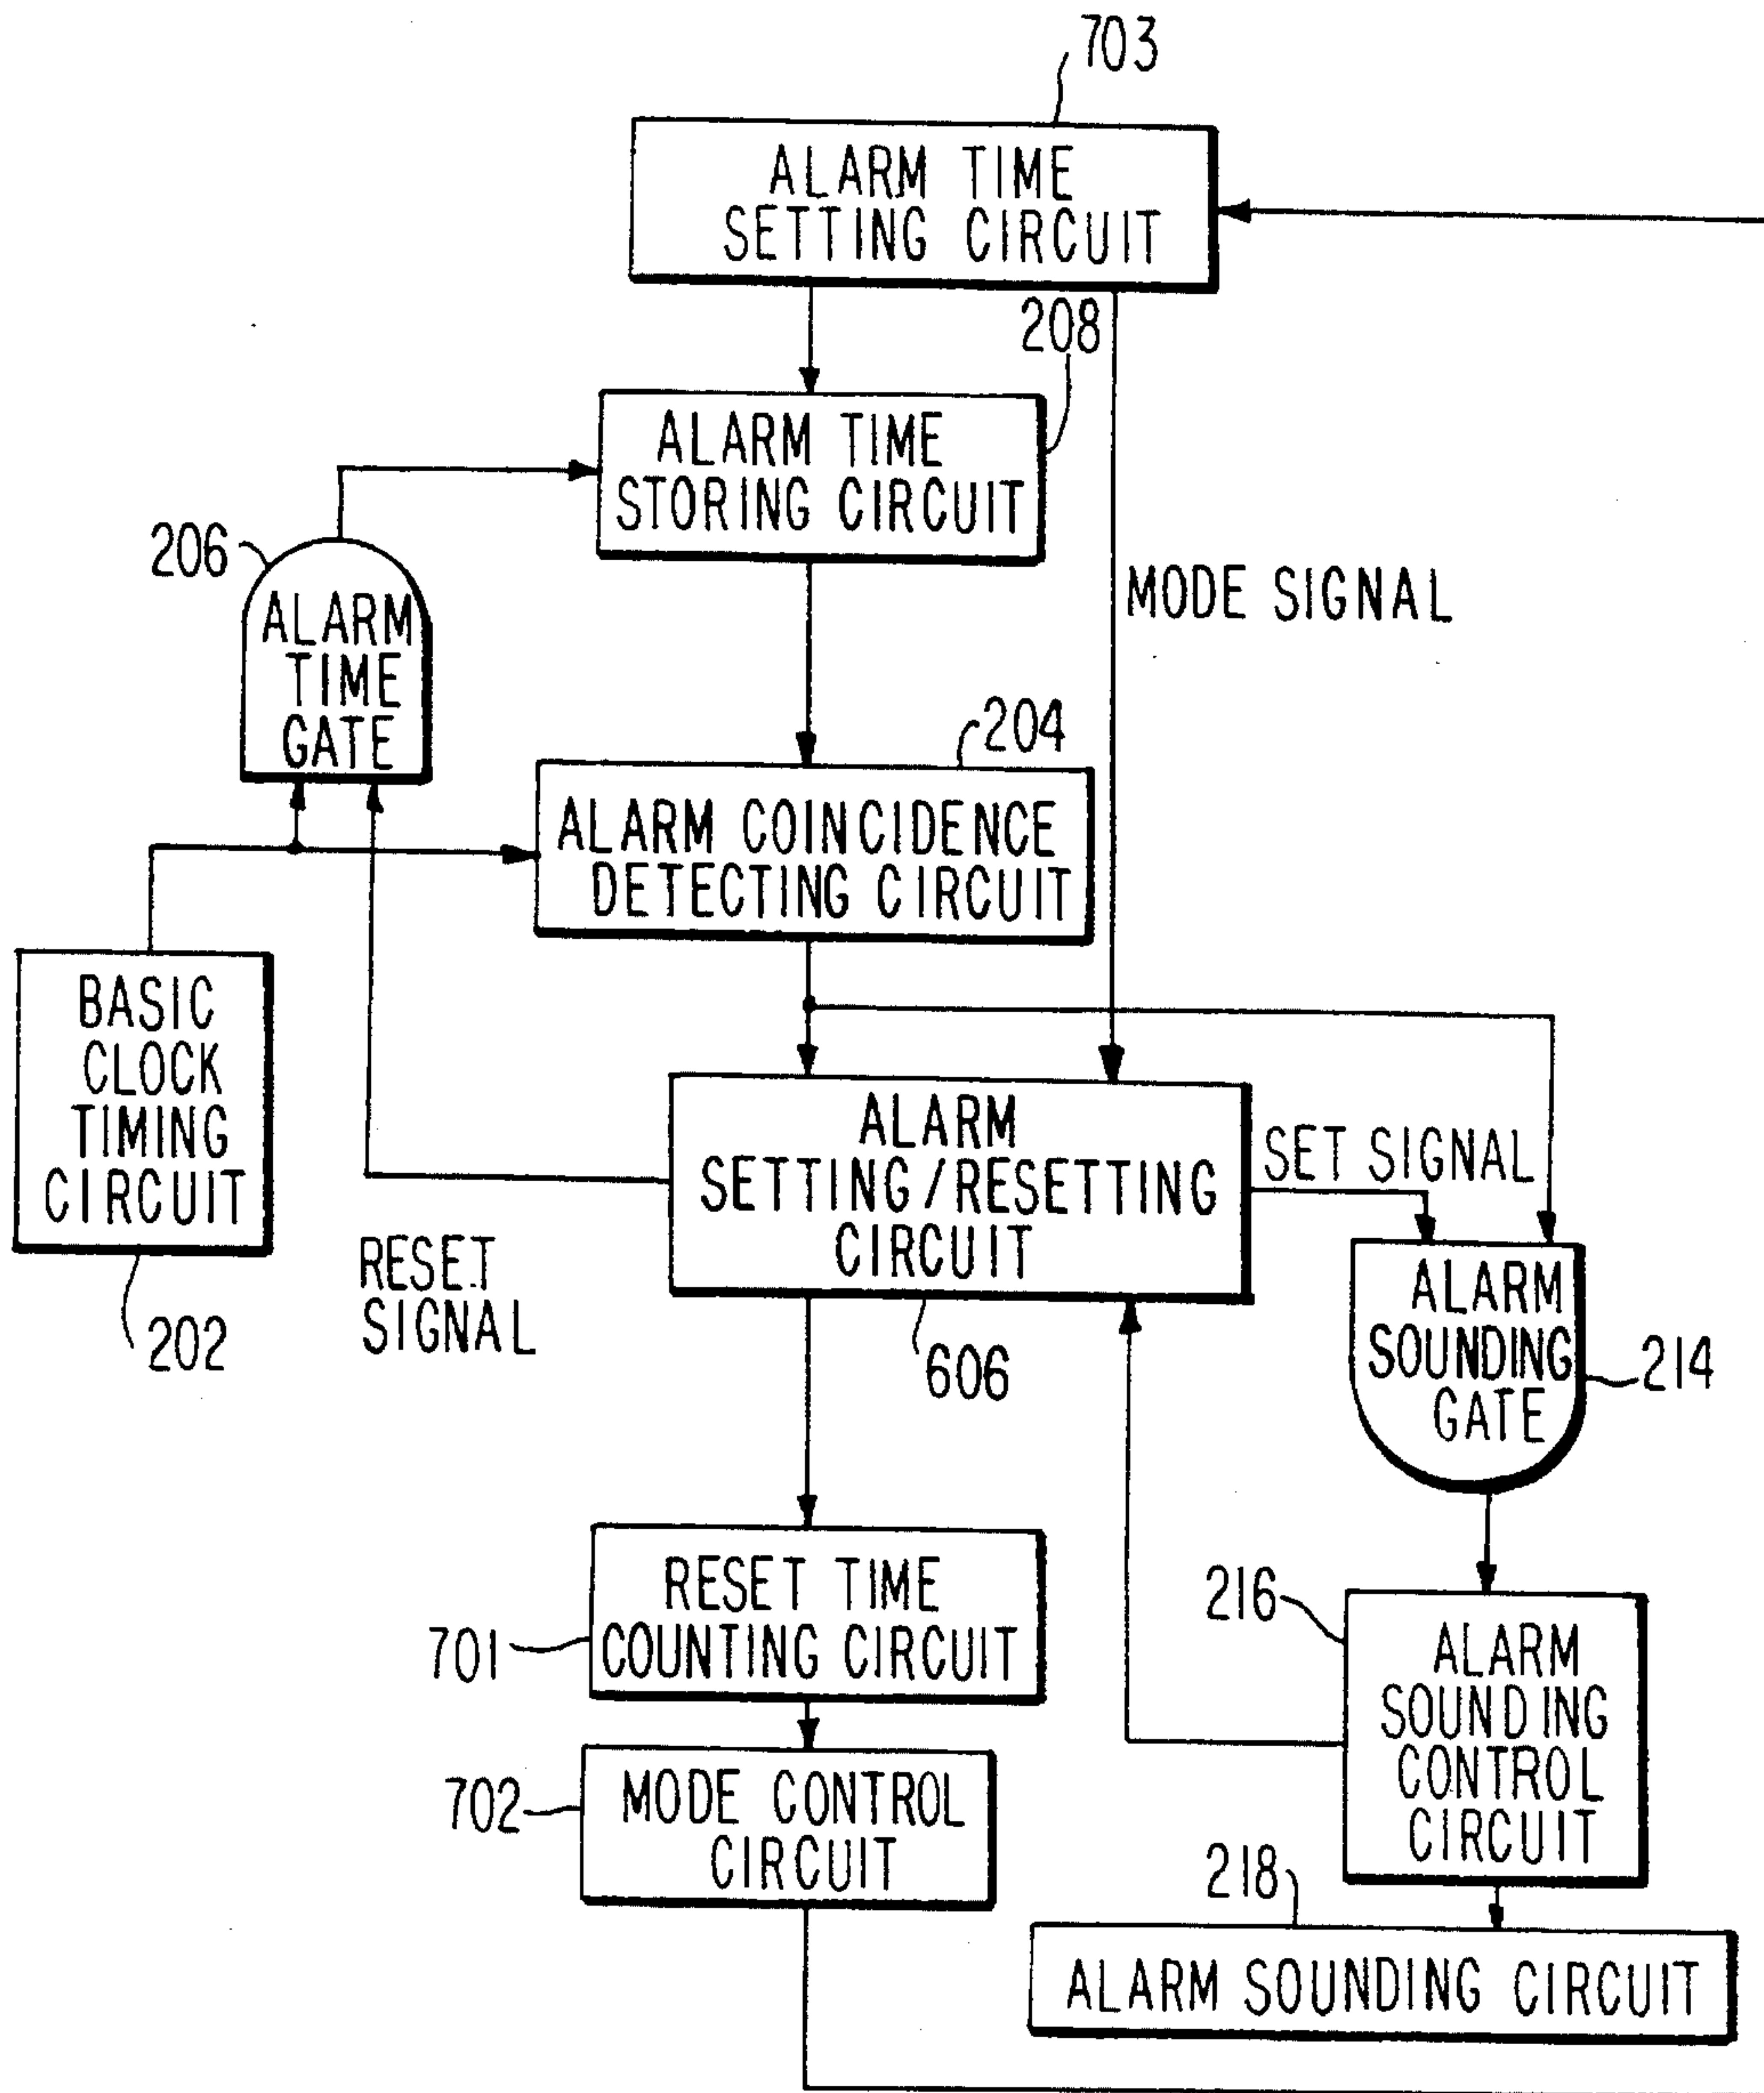 703
ALARM TIME
SETTING CIRCUIT
208
ALARM TIME
STORING CIRCUIT
206
ALARM
TIME
GATE
MODE SIGNAL
204
ALARM COINCIDENCE
DETECTING CIRCUIT
BASIC
CLOCK
TIMING
CIRCUIT
202
RESET
SIGNAL
ALARM
SETTING/RESETTING
CIRCUIT
606
SET SIGNAL
ALARM
SOUNDING
GATE
214
RESET TIME
COUNTING CIRCUIT
701
216
ALARM
SOUNDING
CONTROL
CIRCUIT
702
MODE CONTROL
CIRCUIT
218
ALARM SOUNDING CIRCUIT